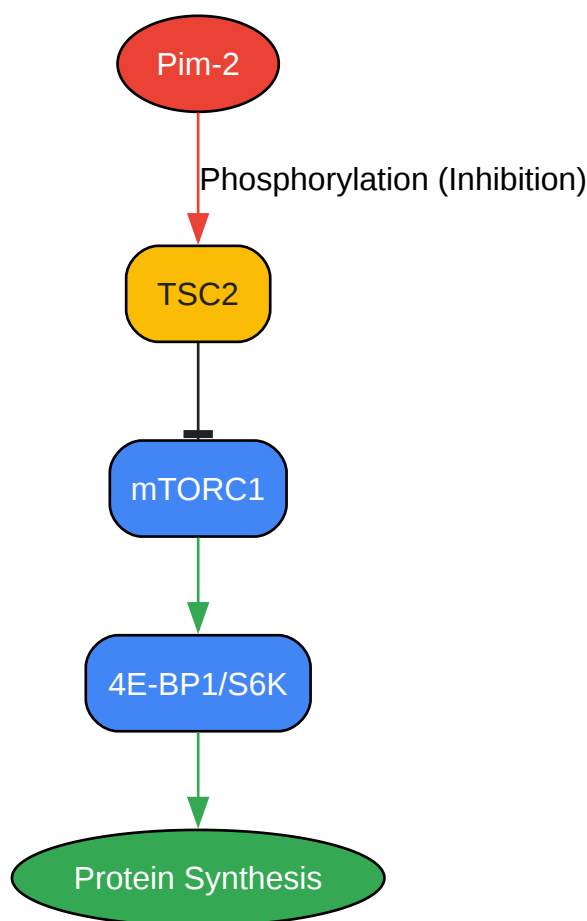 Pim-2
Phosphorylation (Inhibition)
TSC2
mTORC1
4E-BP1/S6K
Protein Synthesis